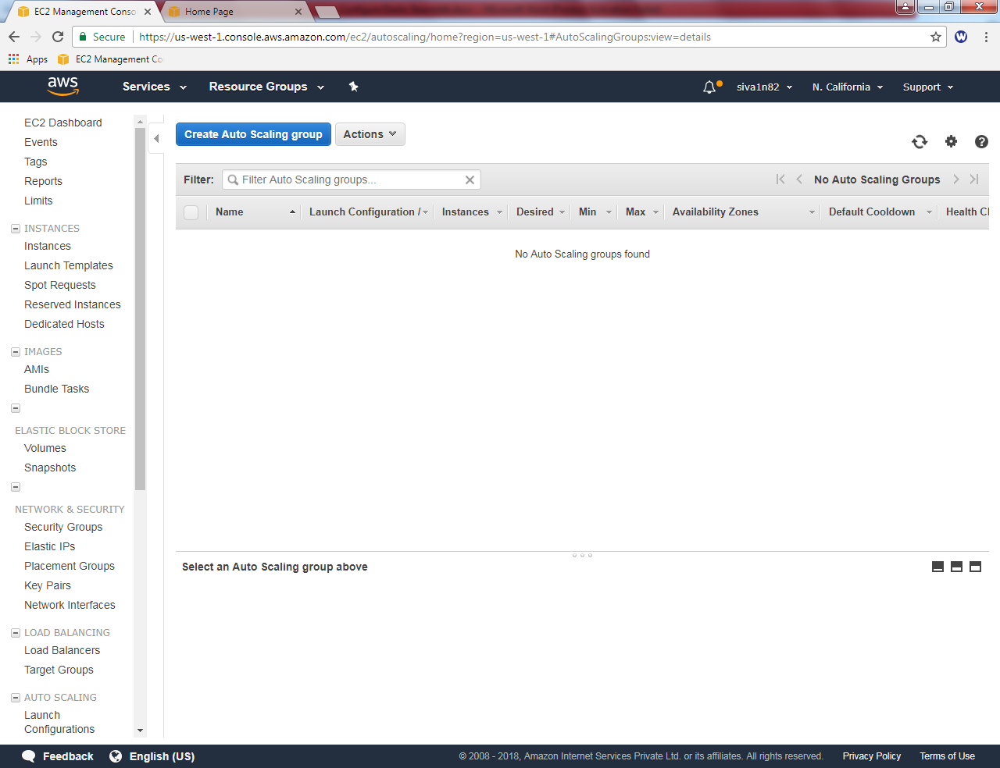 EC2 Management Conso
Home Page
Secure
https://us-west-1.console.aws.amazon.com/ec2/autoscaling/home?region=us-west-1#AutoScalingGroups:view=details
W
Apps
EC2 Management Co
aws
Services
Resource Groups
siva1n82
N. California
Support
EC2 Dashboard
Events
Tags
Reports
Limits
INSTANCES
Instances
Launch Templates
Spot Requests
Reserved Instances
Dedicated Hosts
IMAGES
AMIs
Bundle Tasks
ELASTIC BLOCK STORE
Volumes
Snapshots
NETWORK & SECURITY
Security Groups
Elastic IPs
Placement Groups
Key Pairs
Network Interfaces
LOAD BALANCING
Load Balancers
Target Groups
AUTO SCALING
Launch
Configurations
Create Auto Scaling group
Actions
Filter:
Filter Auto Scaling groups...
No Auto Scaling Groups
Name
Launch Configuration /
Instances
Desired
Min
Max
Availability Zones
Default Cooldown
Health C
No Auto Scaling groups found
Select an Auto Scaling group above
Feedback
English (US)
© 2008 - 2018, Amazon Internet Services Private Ltd. or its affiliates. All rights reserved.
Privacy Policy
Terms of Use